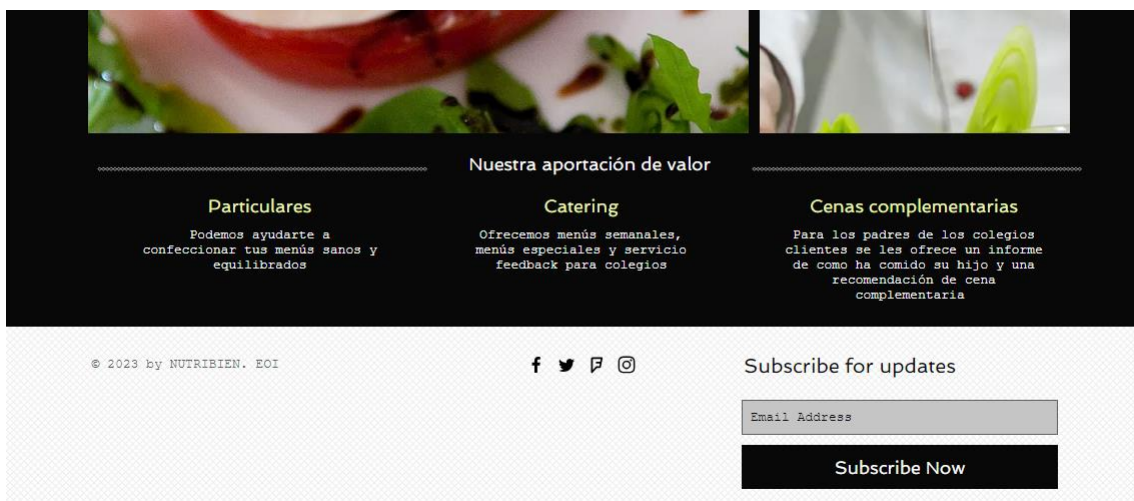 Nuestra aportación de valor
Particulares
Podemos ayudarte a
confeccionar tus menús sanos y
equilibrados
Catering
Ofrecemos menús semanales,
menús especiales y servicio
feedback para colegios
Cenas complementarias
Para los padres de los colegios
clientes se les ofrece un informe
de como ha comido su hijo y una
recomendación de cena
complementaria
© 2023 by NUTRIBIEN. EOI
Subscribe for updates
Email Address
Subscribe Now